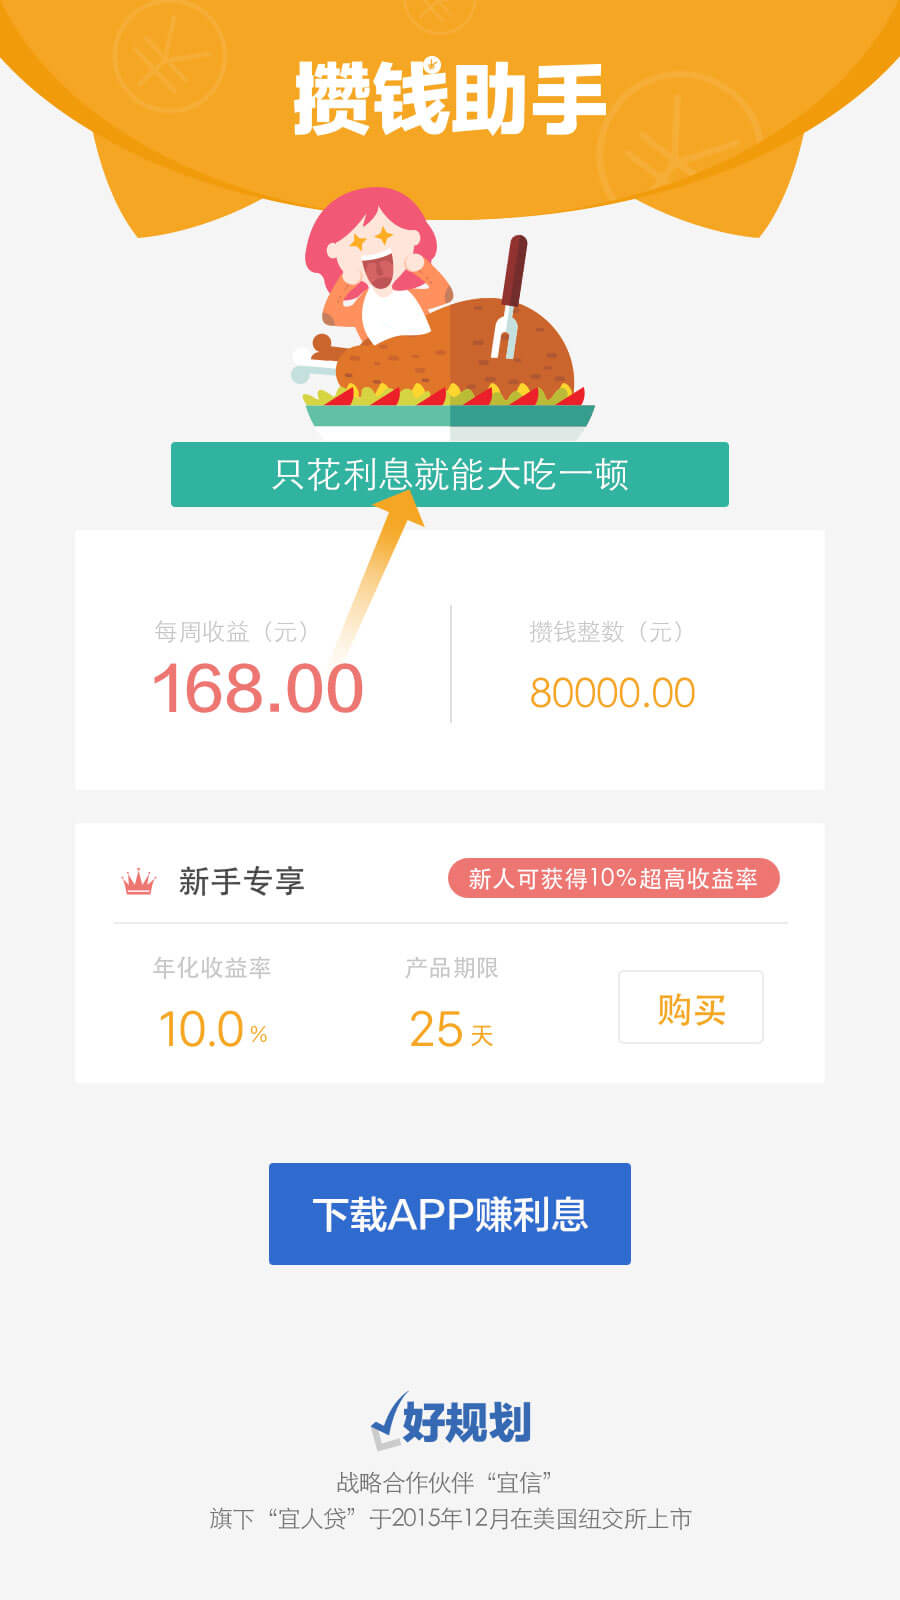 攒钱助手
只花利息就能大吃一顿
每周收益（元）
168.00
攒钱整数（元）
80000.00
新手专享
新人可获得10%超高收益率
年化收益率
10.0 %
产品期限
25 天
购买
下载APP赚利息
好规划
战略合作伙伴“宜信”
旗下“宜人贷”于2015年12月在美国纽交所上市